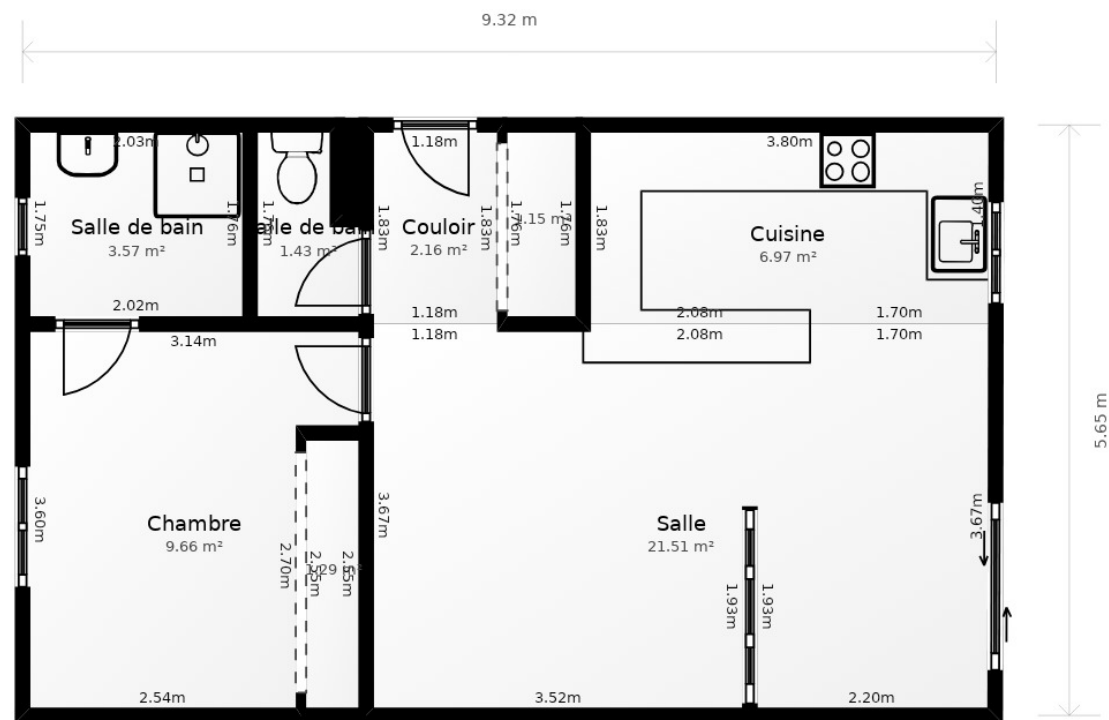 9.32 m
2.03m
1.18m
3.80m
1.75m
Salle de bain
3.57 m²
1.76m
1.76m
1.43 m²
1.83m
Couloir
2.16 m²
1.83m
1.76m
1.76m
1.83m
Cuisine
6.97 m²
1.40m
2.02m
1.18m
2.08m
1.70m
3.14m
1.18m
2.08m
1.70m
5.65 m
3.60m
Chambre
9.66 m²
3.67m
Salle
21.51 m²
3.67m
2.70m
1.93m
1.93m
2.54m
3.52m
2.20m